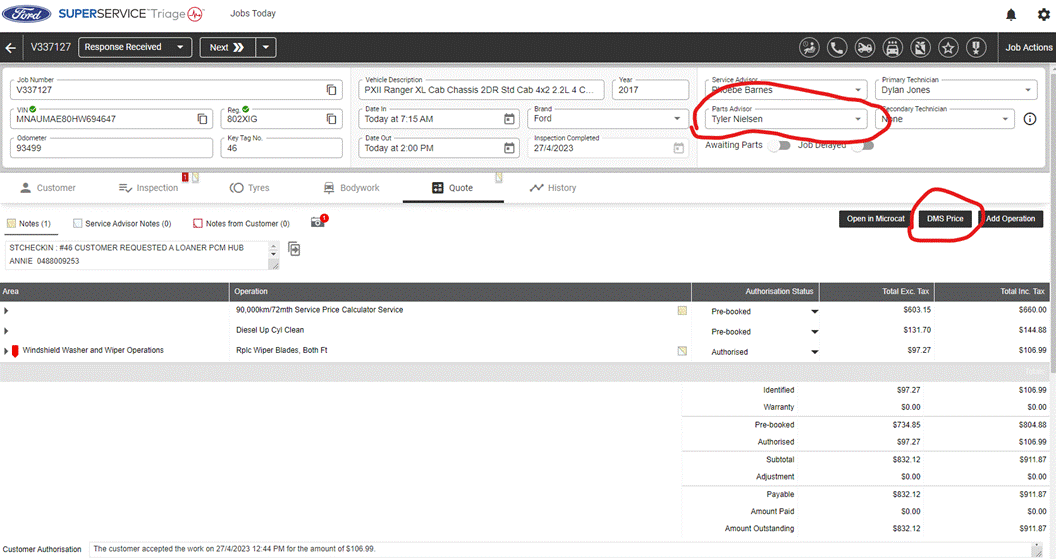 Ford SUPERSERVICE™ Triage Jobs Today
V337127 Response Received Next Job Actions
Job Number
V337127
Vehicle Description
PXII Ranger XL Cab Chassis 2DR Std Cab 4x2 2.2L 4 C...
Year
2017
Service Advisor
Phoebe Barnes
Primary Technician
Dylan Jones
VIN
MNAUMAE80HW694647
Reg.
802XIG
Date In
Today at 7:15 AM
Brand
Ford
Parts Advisor
Tyler Nielsen
Secondary Technician
None
Odometer
93499
Key Tag No.
46
Date Out
Today at 2:00 PM
Inspection Completed
27/4/2023
Awaiting Parts Job Delayed
Customer Inspection 1 Tyres Bodywork Quote History
Notes (1) Service Advisor Notes (0) Notes from Customer (0) 1 Open in Microcat DMS Price Add Operation
STCHECKIN : #46 CUSTOMER REQUESTED A LOANER PCM HUB
ANNIE 0488009253
Area Operation Authorisation Status Total Exc. Tax Total Inc. Tax
90,000km/72mth Service Price Calculator Service Pre-booked $603.15 $660.00
Diesel Up Cyl Clean Pre-booked $131.70 $144.88
Windshield Washer and Wiper Operations Rplc Wiper Blades, Both Ft Authorised $97.27 $106.99
Totals
Identified $97.27 $106.99
Warranty $0.00 $0.00
Pre-booked $734.85 $804.88
Authorised $97.27 $106.99
Subtotal $832.12 $911.87
Adjustment $0.00 $0.00
Payable $832.12 $911.87
Amount Paid $0.00 $0.00
Amount Outstanding $832.12 $911.87
Customer Authorisation The customer accepted the work on 27/4/2023 12:44 PM for the amount of $106.99.